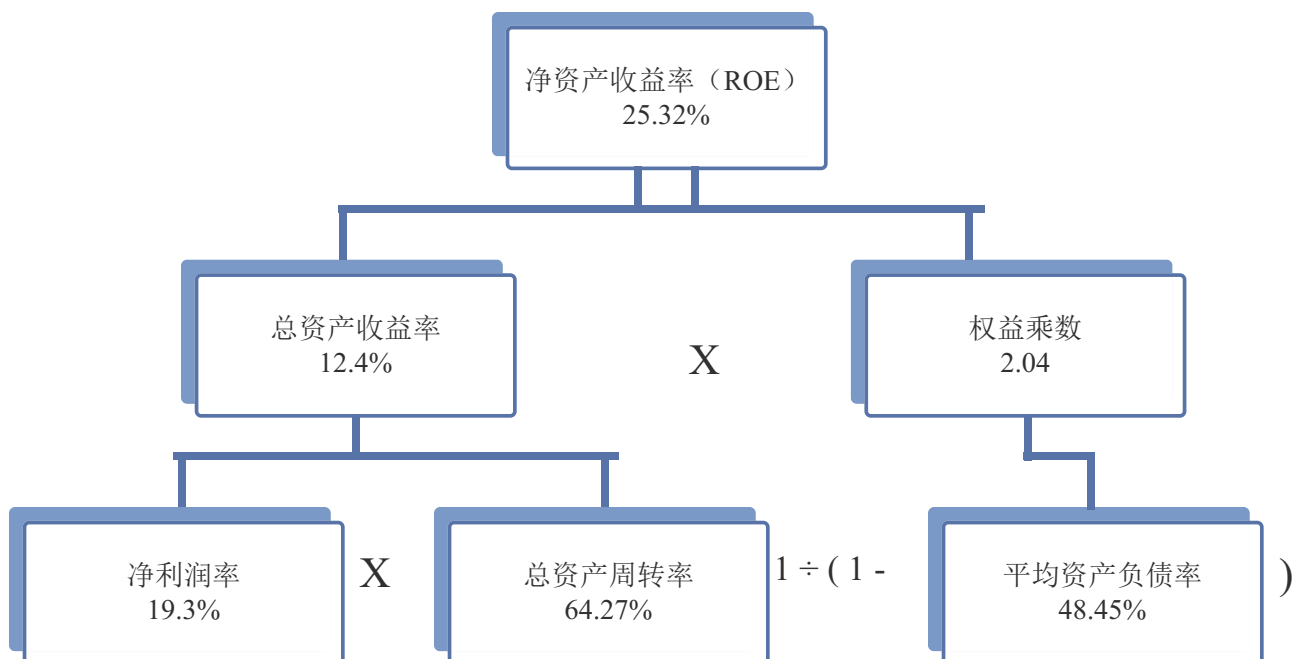 净资产收益率（ROE）
25.32%
总资产收益率
12.4%
X
权益乘数
2.04
净利润率
19.3%
X
总资产周转率
64.27%
1 ÷ ( 1 -
平均资产负债率
48.45%
)